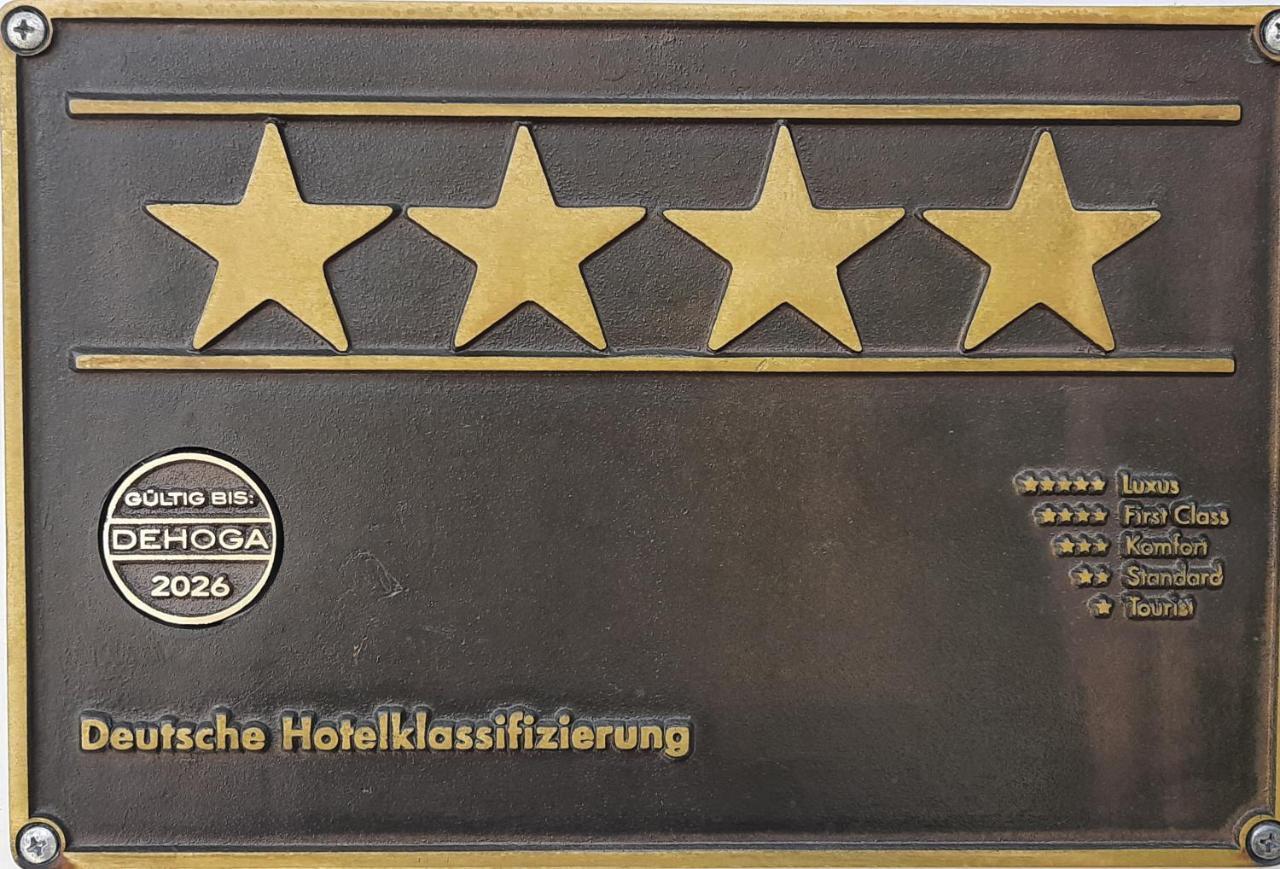 GÜLTIG BIS:
DEHOGA
2026
Luxus
First Class
Komfort
Standard
Tourist
Deutsche Hotelklassifizierung